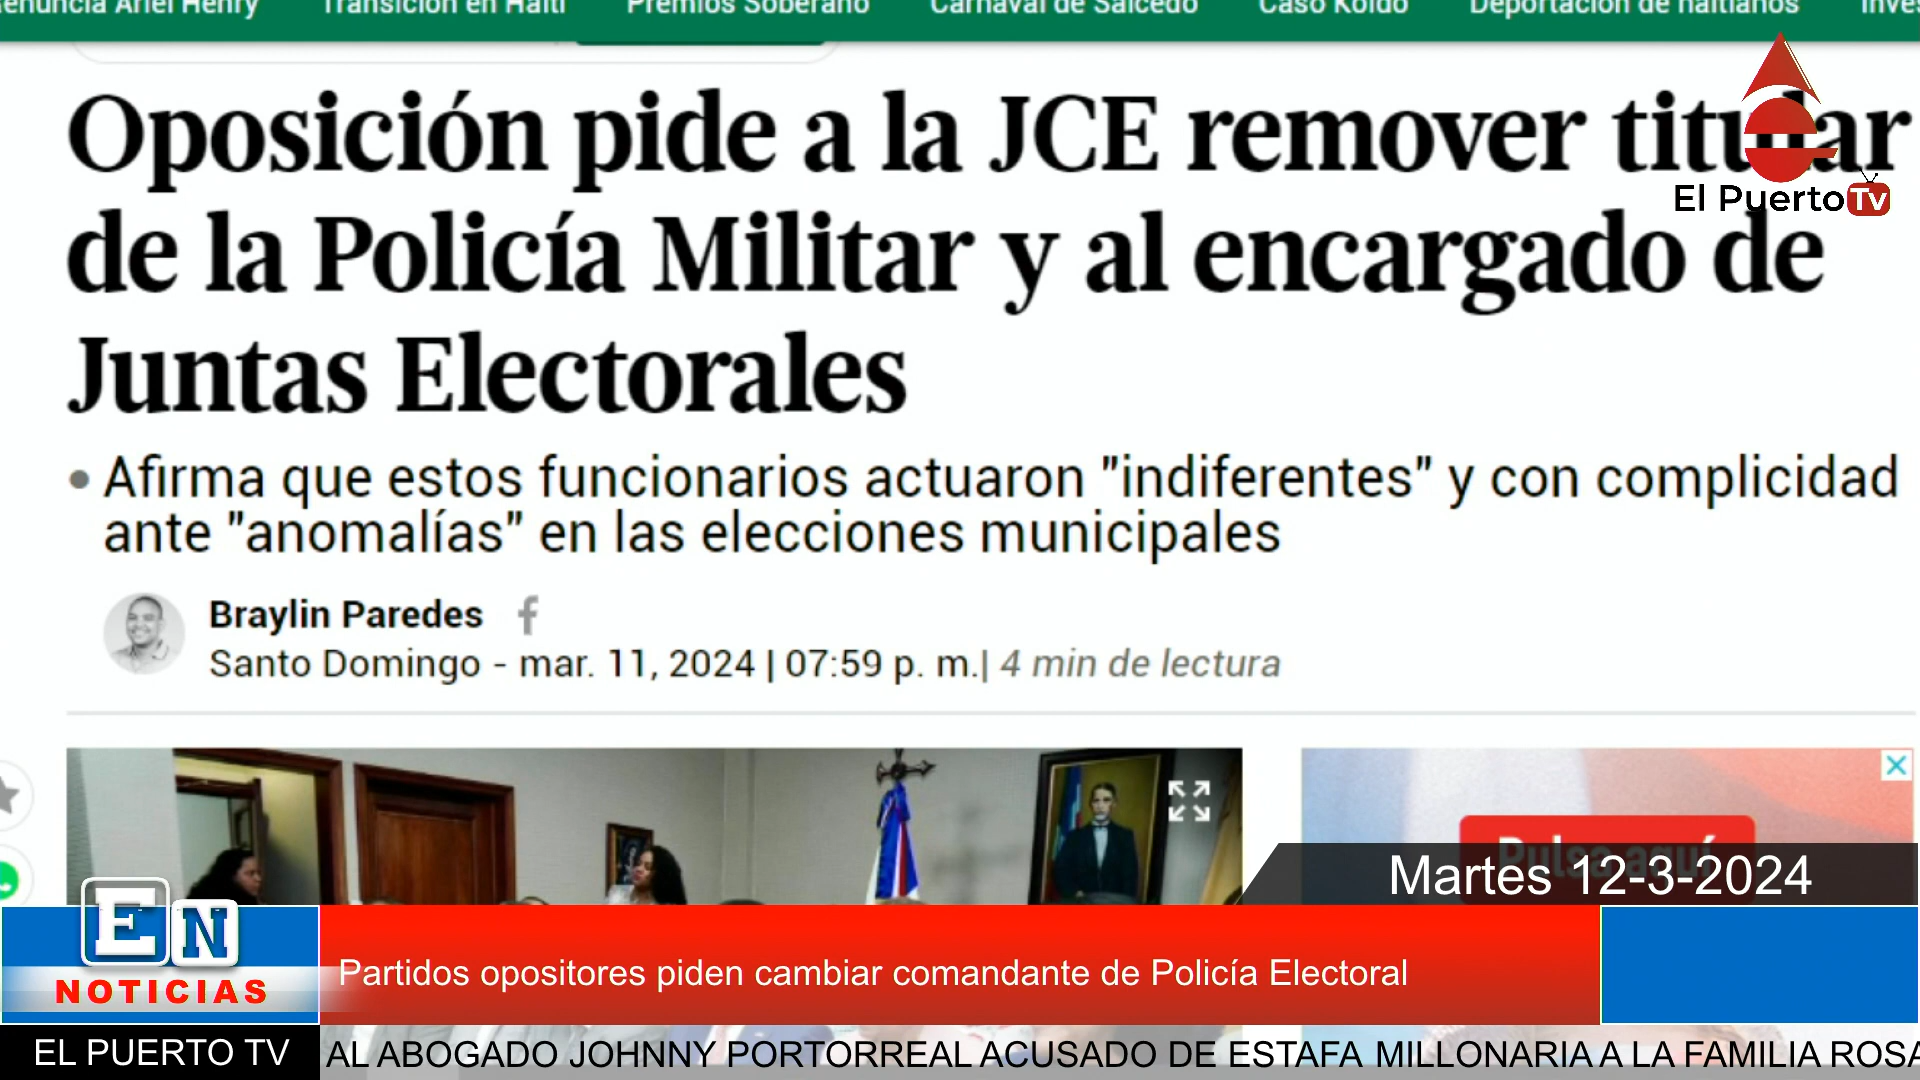 Ariel Henry
Transición en Haití
Premios Soberano
Carnaval de Salcedo
Caso Koldo
Deportación de haitianos
Oposición pide a la JCE remover titular
de la Policía Militar y al encargado de
Juntas Electorales
El Puerto Tv
• Afirma que estos funcionarios actuaron "indiferentes" y con complicidad
ante "anomalías" en las elecciones municipales
Braylin Paredes
Santo Domingo - mar. 11, 2024 | 07:59 p. m.| 4 min de lectura
Pulsa aquí
Martes 12-3-2024
EN
NOTICIAS
Partidos opositores piden cambiar comandante de Policía Electoral
EL PUERTO TV
AL ABOGADO JOHNNY PORTORREAL ACUSADO DE ESTAFA MILLONARIA A LA FAMILIA